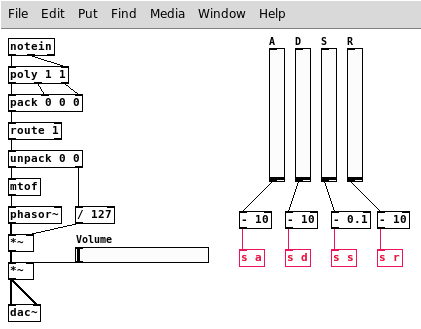 File Edit Put Find Media Window Help
notein
poly 1 1
pack 0 0 0
route 1
unpack 0 0
mtof
phasor~
/ 127
*~
Volume
*~
dac~
A D S R
- 10 - 10 - 0.1 - 10
s a s d s s s r